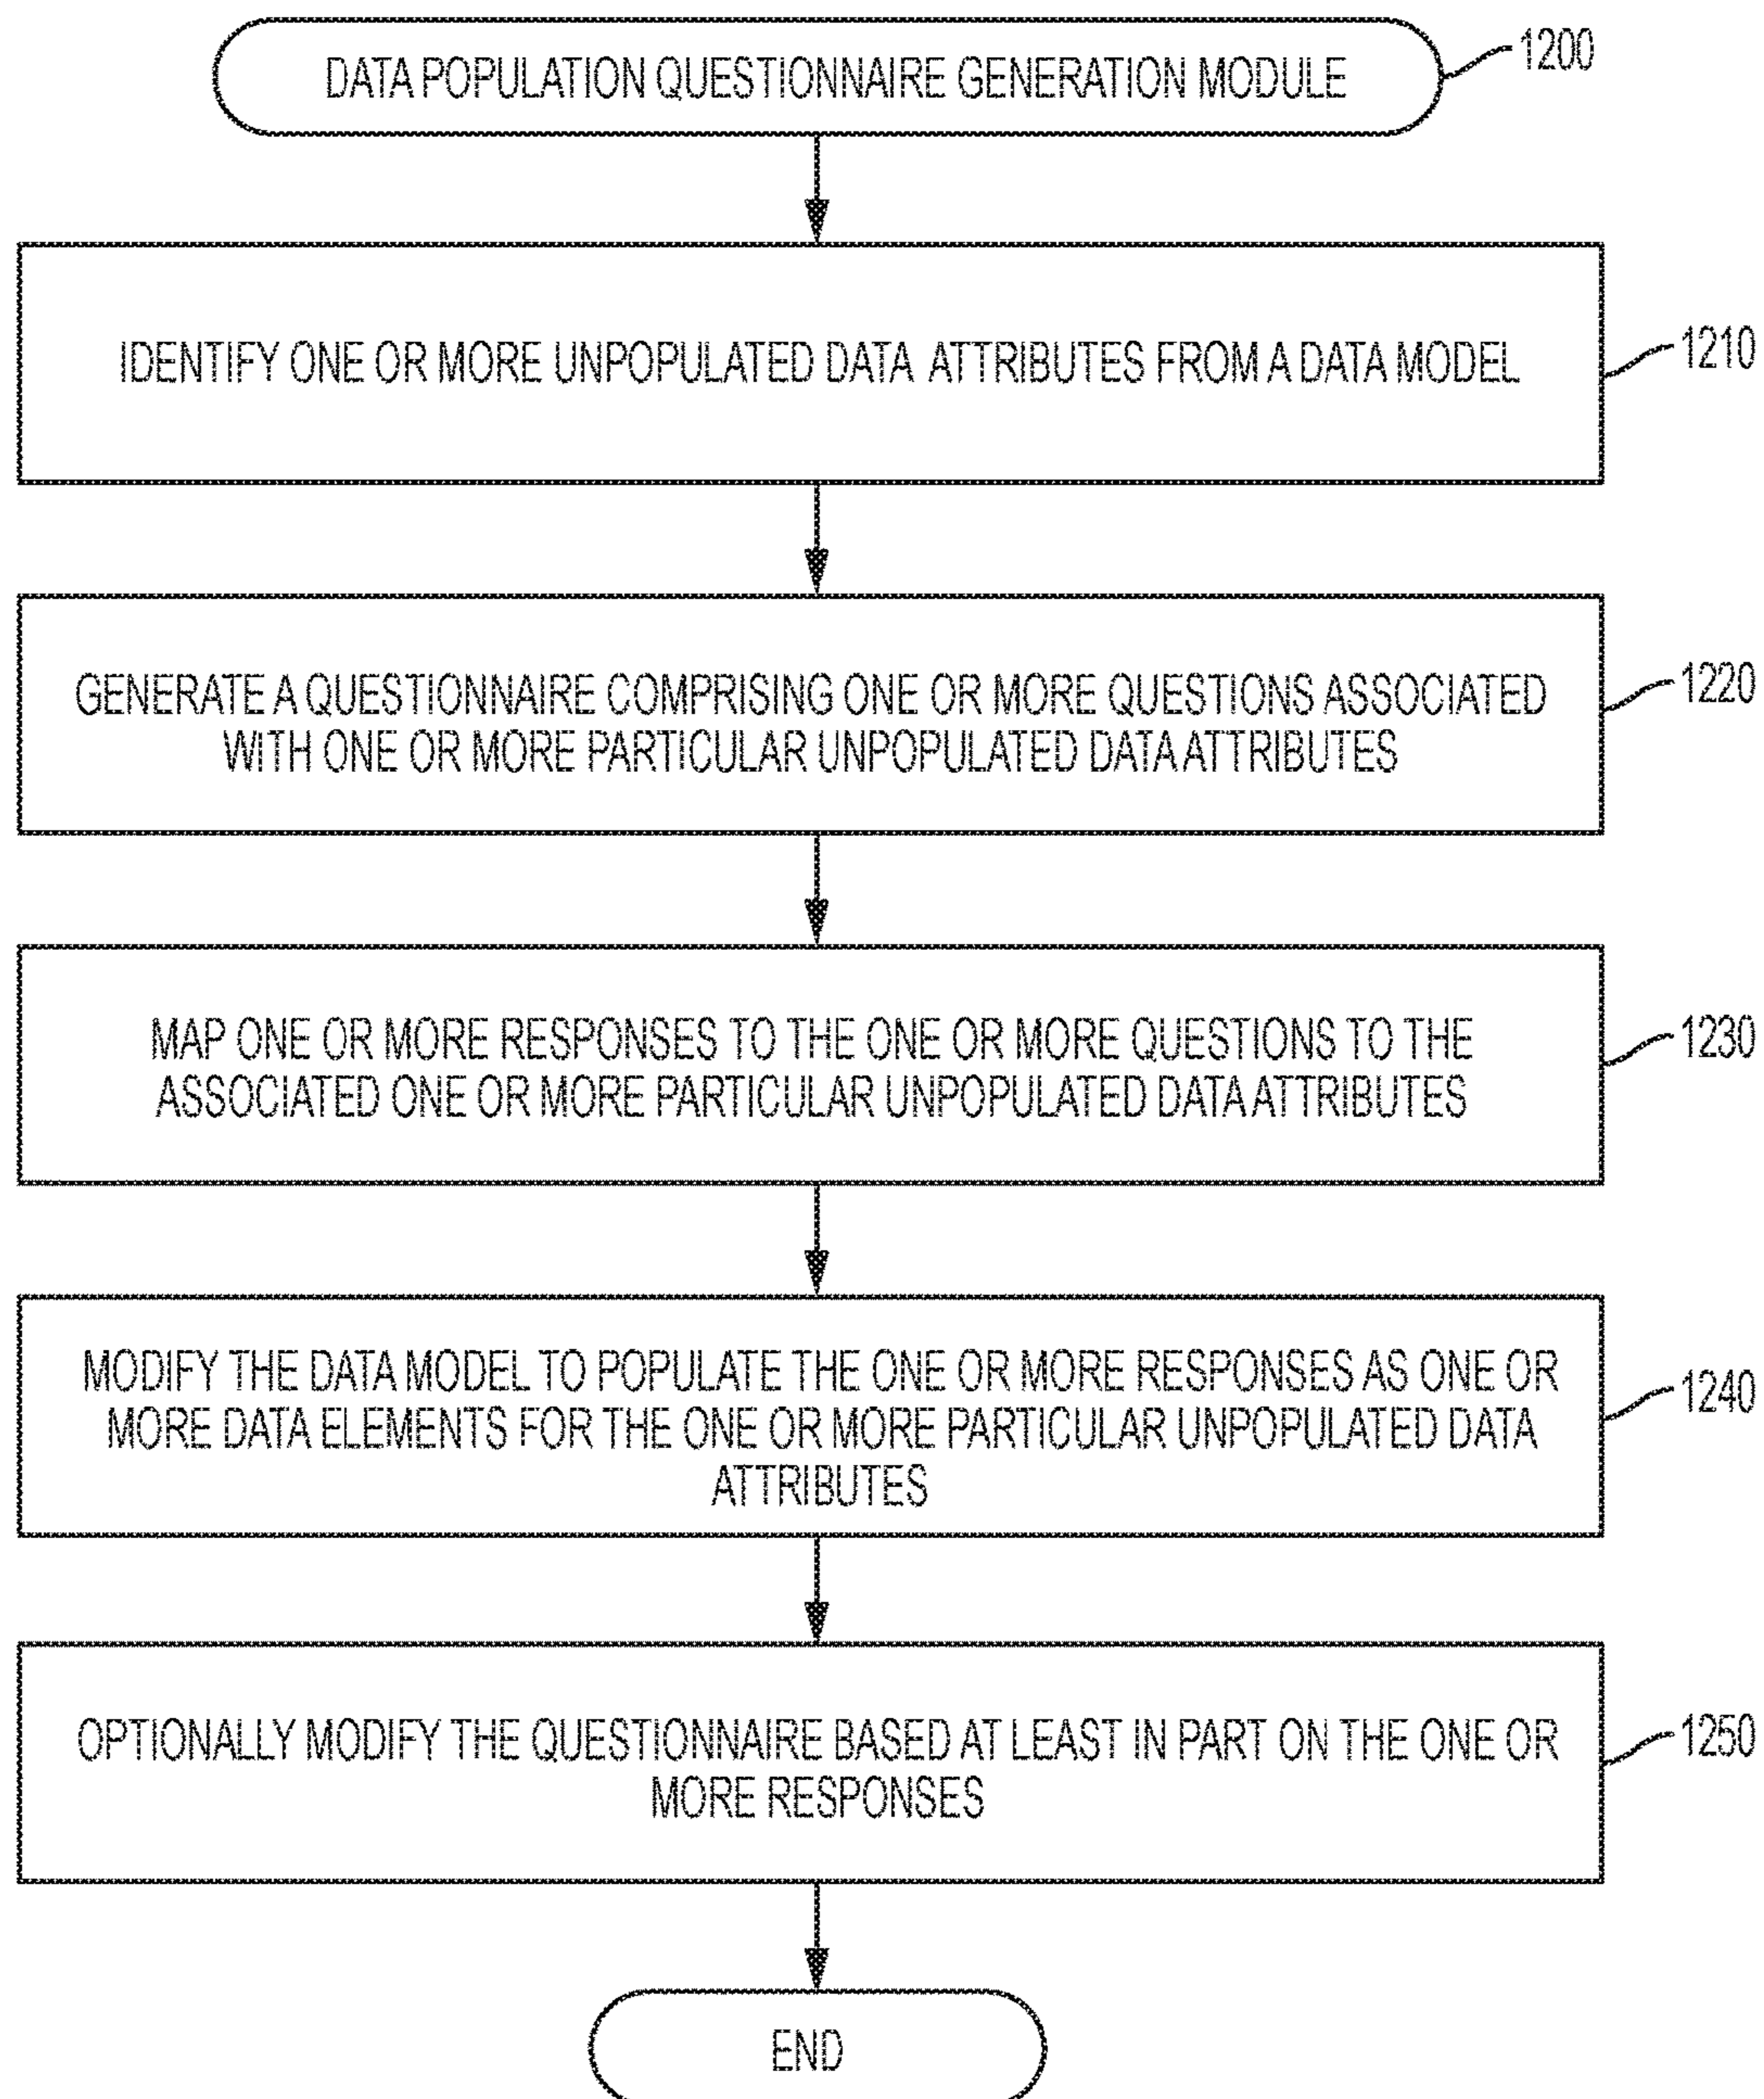 DATA POPULATION QUESTIONNAIRE GENERATION MODULE
1200
IDENTIFY ONE OR MORE UNPOPULATED DATA ATTRIBUTES FROM A DATA MODEL
1210
GENERATE A QUESTIONNAIRE COMPRISING ONE OR MORE QUESTIONS ASSOCIATED
WITH ONE OR MORE PARTICULAR UNPOPULATED DATA ATTRIBUTES
1220
MAP ONE OR MORE RESPONSES TO THE ONE OR MORE QUESTIONS TO THE
ASSOCIATED ONE OR MORE PARTICULAR UNPOPULATED DATA ATTRIBUTES
1230
MODIFY THE DATA MODEL TO POPULATE THE ONE OR MORE RESPONSES AS ONE OR
MORE DATA ELEMENTS FOR THE ONE OR MORE PARTICULAR UNPOPULATED DATA
ATTRIBUTES
1240
OPTIONALLY MODIFY THE QUESTIONNAIRE BASED AT LEAST IN PART ON THE ONE OR
MORE RESPONSES
1250
END